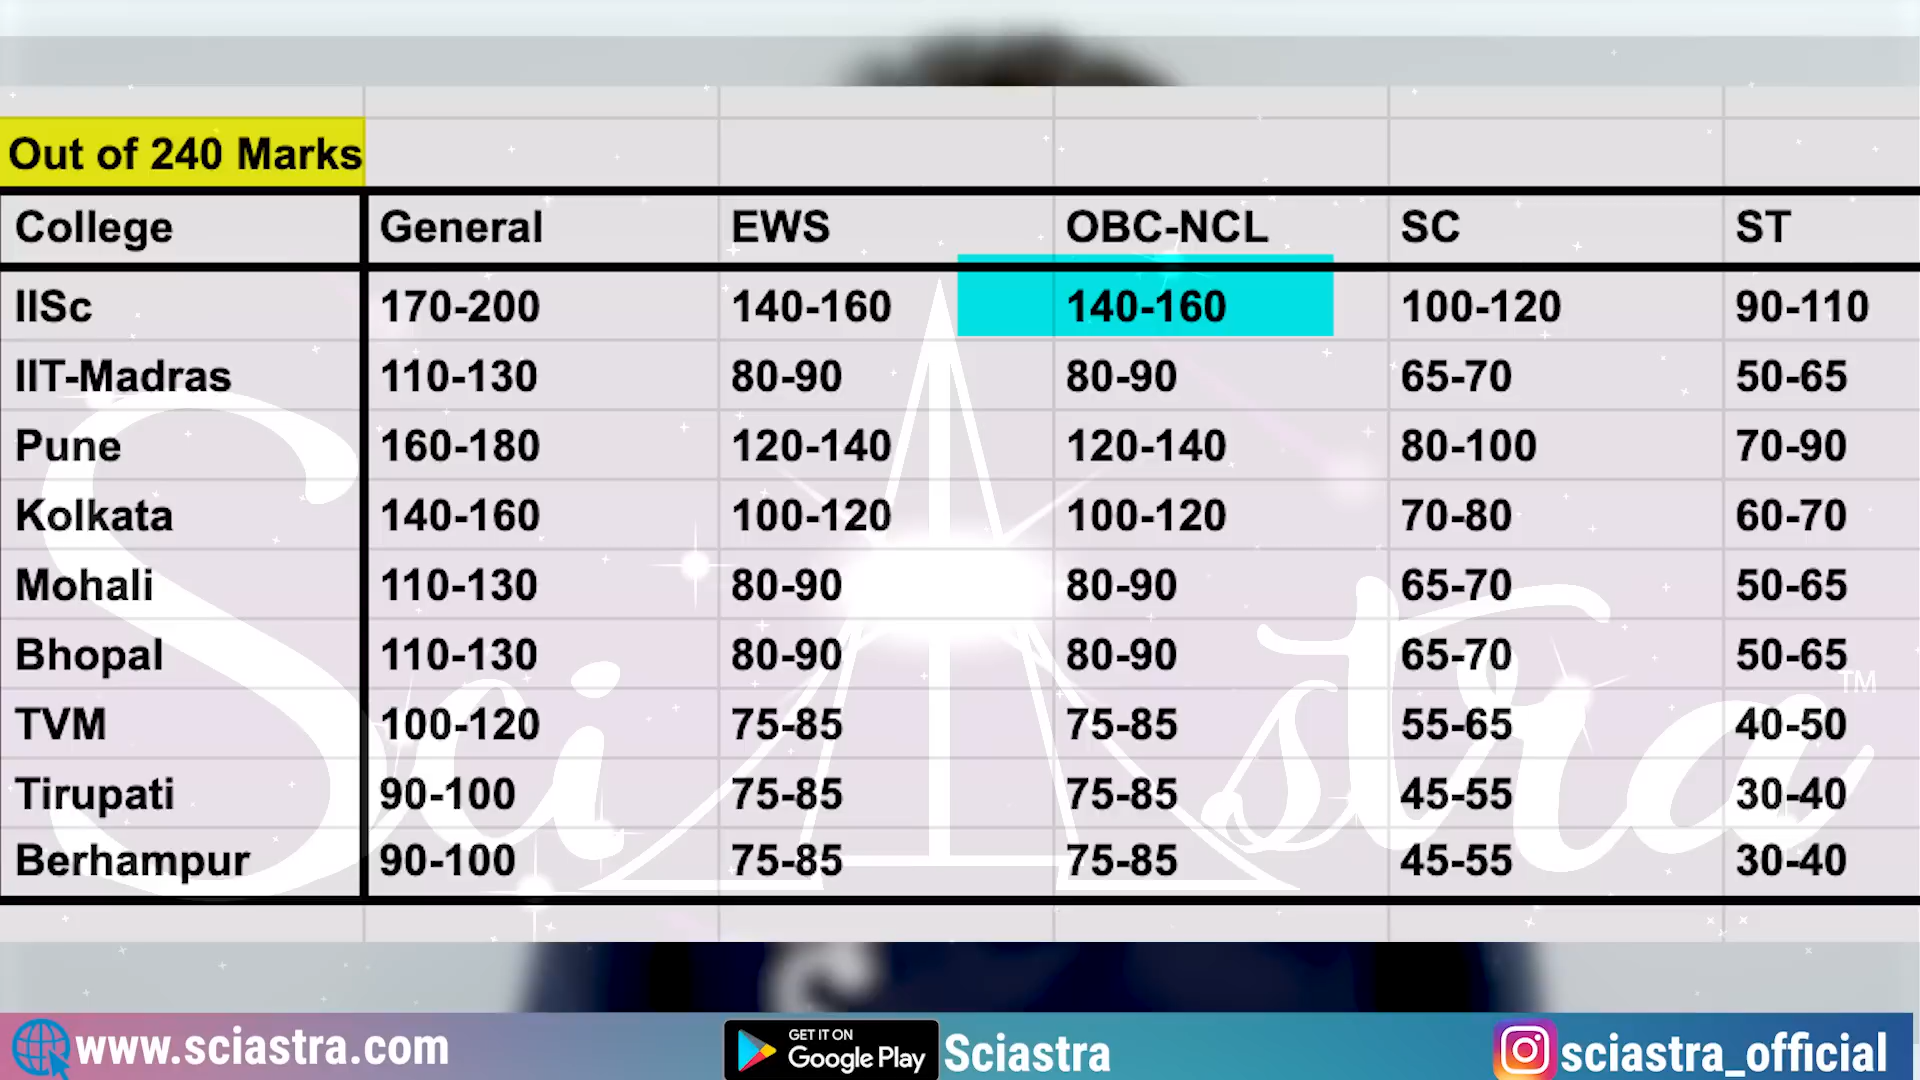 Out of 240 Marks
College General EWS OBC-NCL SC ST
IISc 170-200 140-160 140-160 100-120 90-110
IIT-Madras 110-130 80-90 80-90 65-70 50-65
Pune 160-180 120-140 120-140 80-100 70-90
Kolkata 140-160 100-120 100-120 70-80 60-70
Mohali 110-130 80-90 80-90 65-70 50-65
Bhopal 110-130 80-90 80-90 65-70 50-65
TVM 100-120 75-85 75-85 55-65 40-50
Tirupati 90-100 75-85 75-85 45-55 30-40
Berhampur 90-100 75-85 75-85 45-55 30-40
SciAstra™
www.sciastra.com GET IT ON Google Play Sciastra sciastra_official